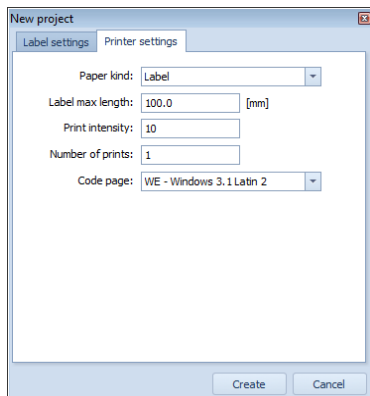 New project
Label settings Printer settings
Paper kind: Label
Label max length: 100.0 [mm]
Print intensity: 10
Number of prints: 1
Code page: WE - Windows 3.1 Latin 2
Create Cancel